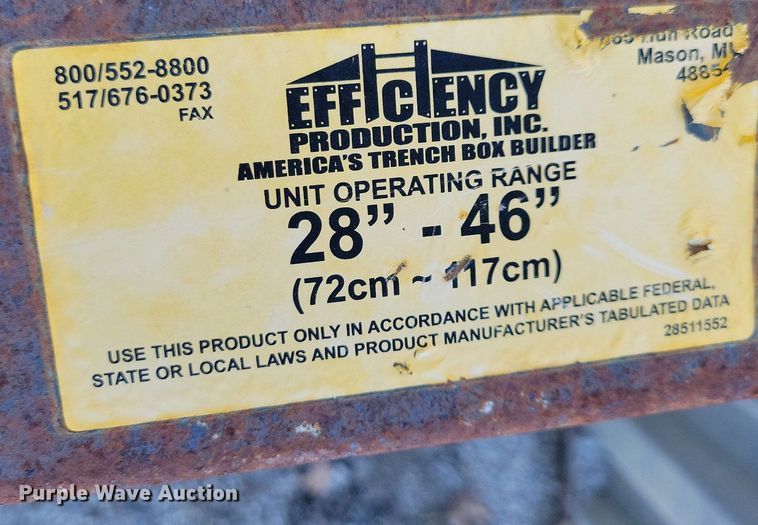 800/552-8800
517/676-0373
FAX
Road
Mason, MI
4885
EFFICIENCY
PRODUCTION, INC.
AMERICA'S TRENCH BOX BUILDER
UNIT OPERATING RANGE
28" - 46"
(72cm ~ 117cm)
USE THIS PRODUCT ONLY IN ACCORDANCE WITH APPLICABLE FEDERAL,
STATE OR LOCAL LAWS AND PRODUCT MANUFACTURER'S TABULATED DATA
28511552
Purple Wave Auction